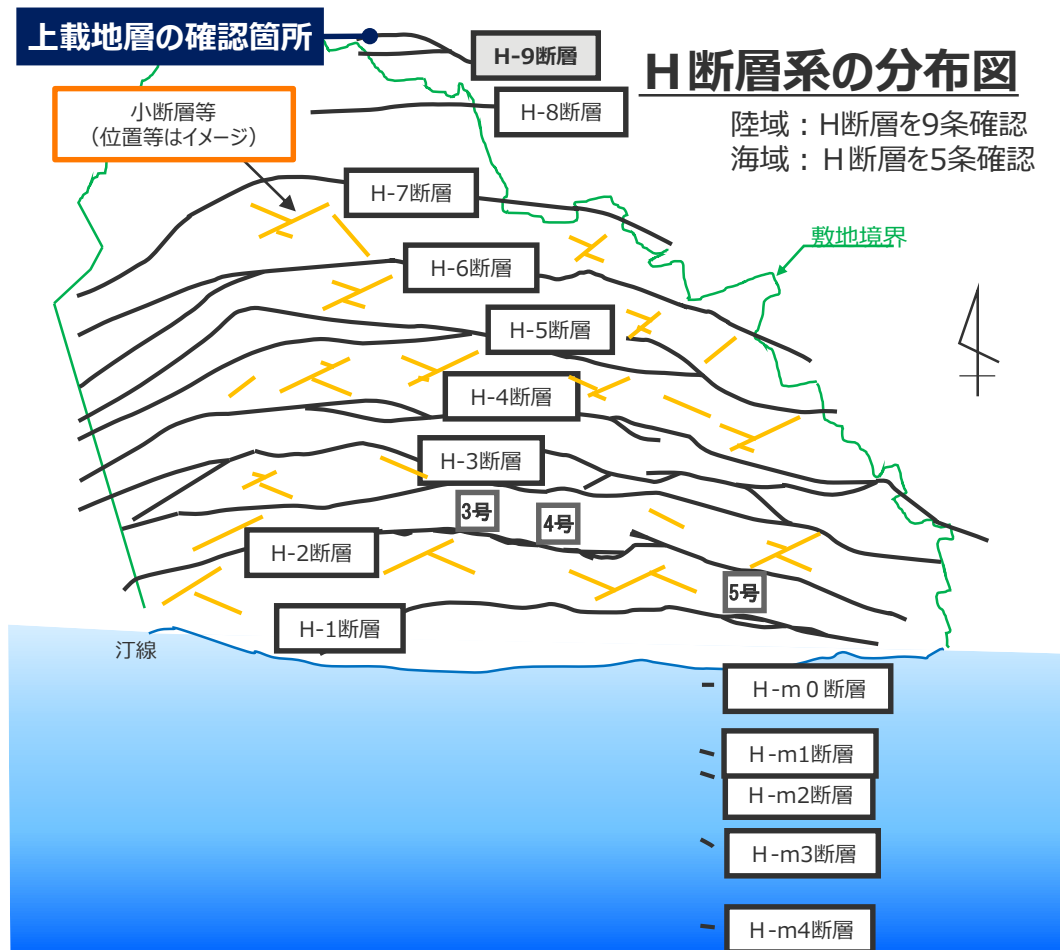 上載地層の確認箇所
H-9断層
H断層系の分布図
H-8断層
小断層等
（位置等はイメージ）
陸域：H断層を9条確認
海域：H断層を5条確認
H-7断層
敷地境界
H-6断層
H-5断層
H-4断層
H-3断層
3号
4号
H-2断層
5号
H-1断層
汀線
H-m０断層
H-m1断層
H-m2断層
H-m3断層
H-m4断層